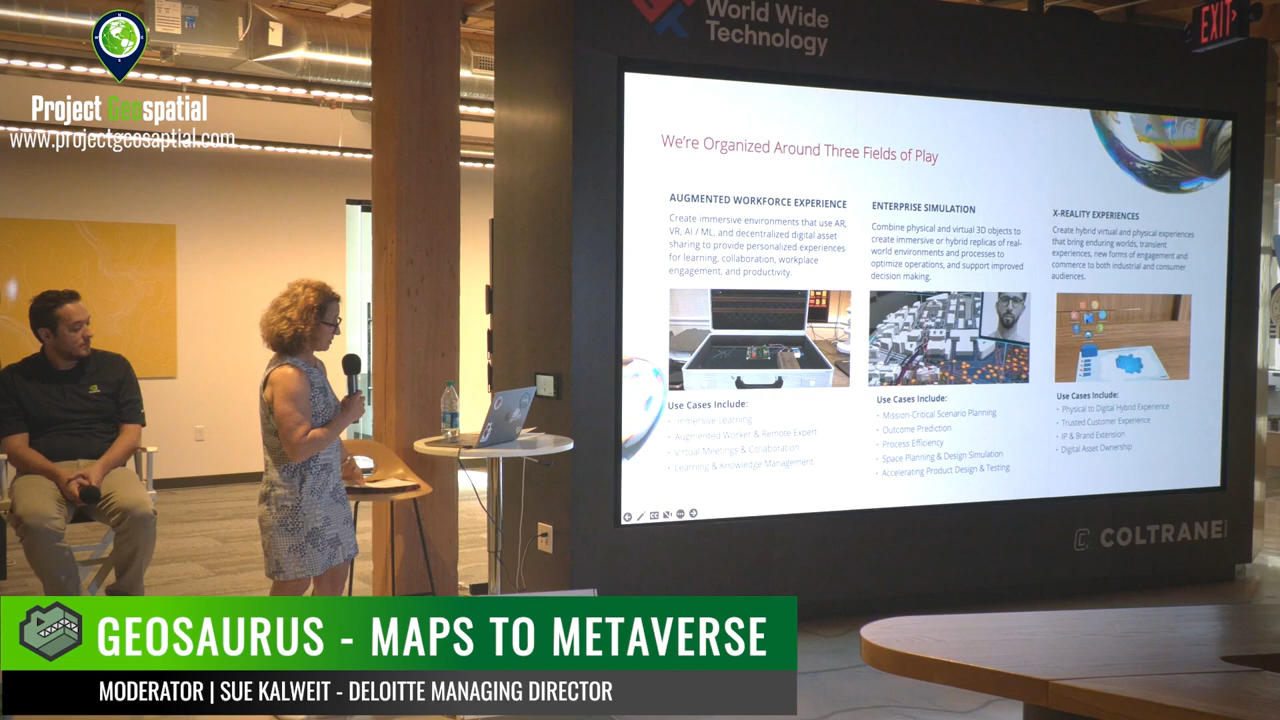 Project Geospatial
www.projectgeosaptial.com
World Wide
Technology
EXIT
We're Organized Around Three Fields of Play
AUGMENTED WORKFORCE EXPERIENCE
Create immersive environments that use AR,
VR, AI / ML, and decentralized digital asset
sharing to provide personalized experiences
for learning, collaboration, workplace
engagement, and productivity.
Use Cases Include:
Immersive Learning
Augmented Worker & Remote Expert
Virtual Meetings & Collaboration
Learning & Knowledge Management
ENTERPRISE SIMULATION
Combine physical and virtual 3D objects to
create immersive or hybrid replicas of real-
world environments and processes to
optimize operations, and support improved
decision making.
Use Cases Include:
Mission-Critical Scenario Planning
Outcome Prediction
Process Efficiency
Space Planning & Design Simulation
Accelerating Product Design & Testing
X-REALITY EXPERIENCES
Create hybrid virtual and physical experiences
that bring enduring worlds, transient
experiences, new forms of engagement and
commerce to both industrial and consumer
audiences.
Use Cases Include:
Physical to Digital Hybrid Experience
Trusted Customer Experience
IP & Brand Extension
Digital Asset Ownership
COLTRANE
GEOSAURUS - MAPS TO METAVERSE
MODERATOR | SUE KALWEIT - DELOITTE MANAGING DIRECTOR